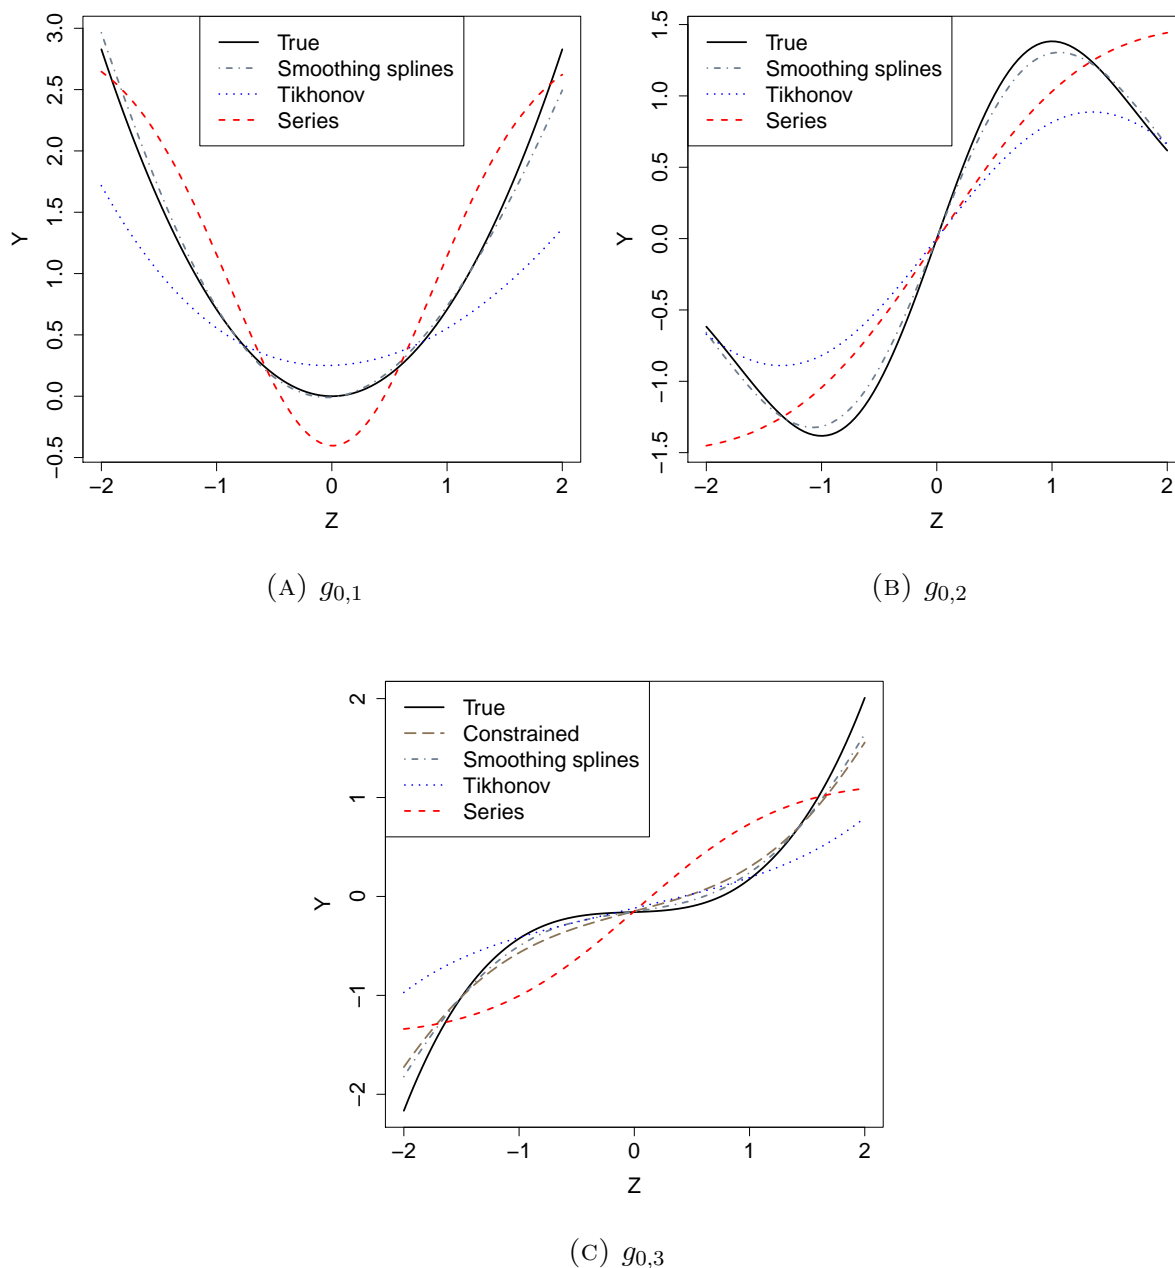 True
Smoothing splines
Tikhonov
Series
Y
3.0
2.5
2.0
1.5
1.0
0.5
0.0
−0.5
−2 −1 0 1 2
Z
(A) g0,1
True
Smoothing splines
Tikhonov
Series
Y
1.5
1.0
0.5
0.0
−0.5
−1.0
−1.5
−2 −1 0 1 2
Z
(B) g0,2
True
Constrained
Smoothing splines
Tikhonov
Series
Y
2
1
0
−1
−2
−2 −1 0 1 2
Z
(C) g0,3